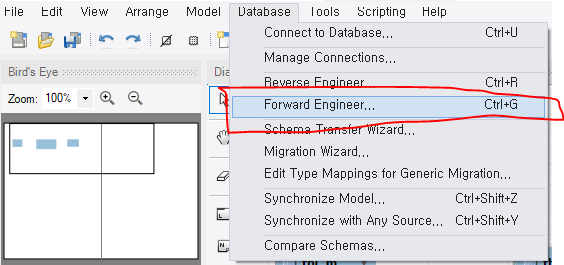 File Edit View Arrange Model Database Tools Scripting Help
Bird's Eye
Zoom: 100%
Dia
Connect to Database... Ctrl+U
Manage Connections...
Reverse Engineer... Ctrl+R
Forward Engineer... Ctrl+G
Schema Transfer Wizard...
Migration Wizard...
Edit Type Mappings for Generic Migration...
Synchronize Model... Ctrl+Shift+Z
Synchronize with Any Source... Ctrl+Shift+Y
Compare Schemas...